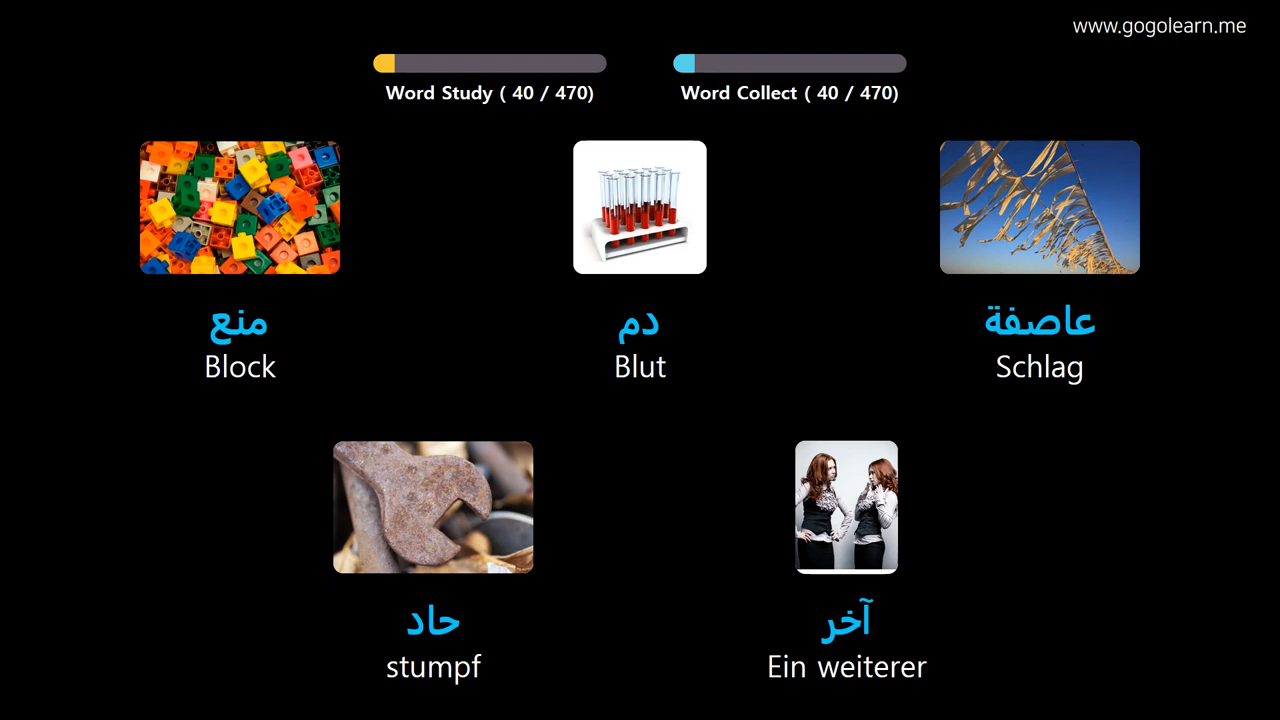 www.gogolearn.me
Word Study ( 40 / 470)
Word Collect ( 40 / 470)
منع
Block
دم
Blut
عاصفة
Schlag
حاد
stumpf
آخر
Ein weiterer